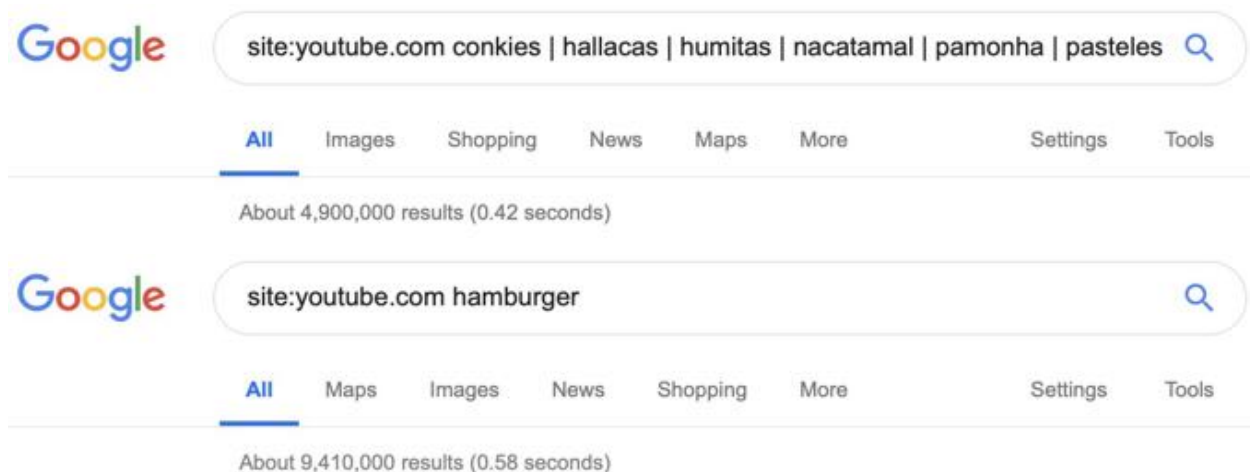 Google site:youtube.com conkies | hallacas | humitas | nacatamal | pamonha | pasteles
All Images Shopping News Maps More Settings Tools
About 4,900,000 results (0.42 seconds)
Google site:youtube.com hamburger
All Maps Images News Shopping More Settings Tools
About 9,410,000 results (0.58 seconds)